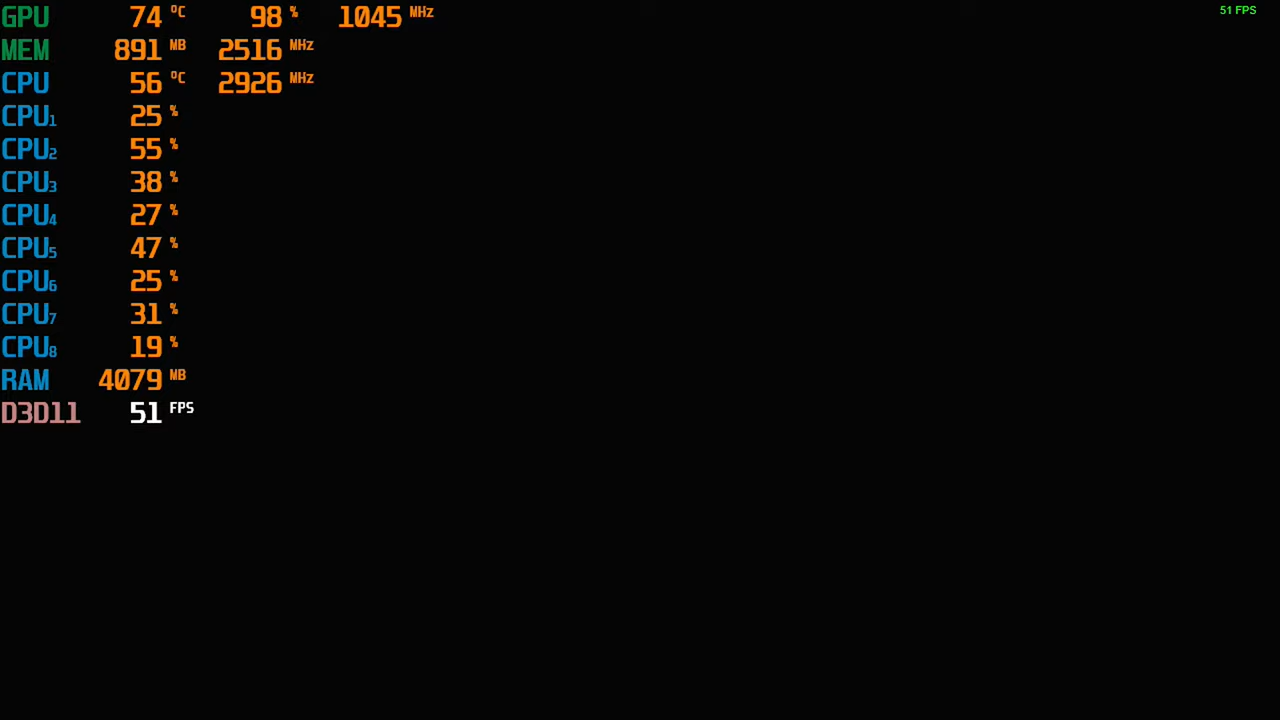 GPU 74 °C 98 % 1045 MHz 51 FPS
MEM 891 MB 2516 MHz
CPU 56 °C 2926 MHz
CPU1 25 %
CPU2 55 %
CPU3 38 %
CPU4 27 %
CPU5 47 %
CPU6 25 %
CPU7 31 %
CPU8 19 %
RAM 4079 MB
D3D11 51 FPS